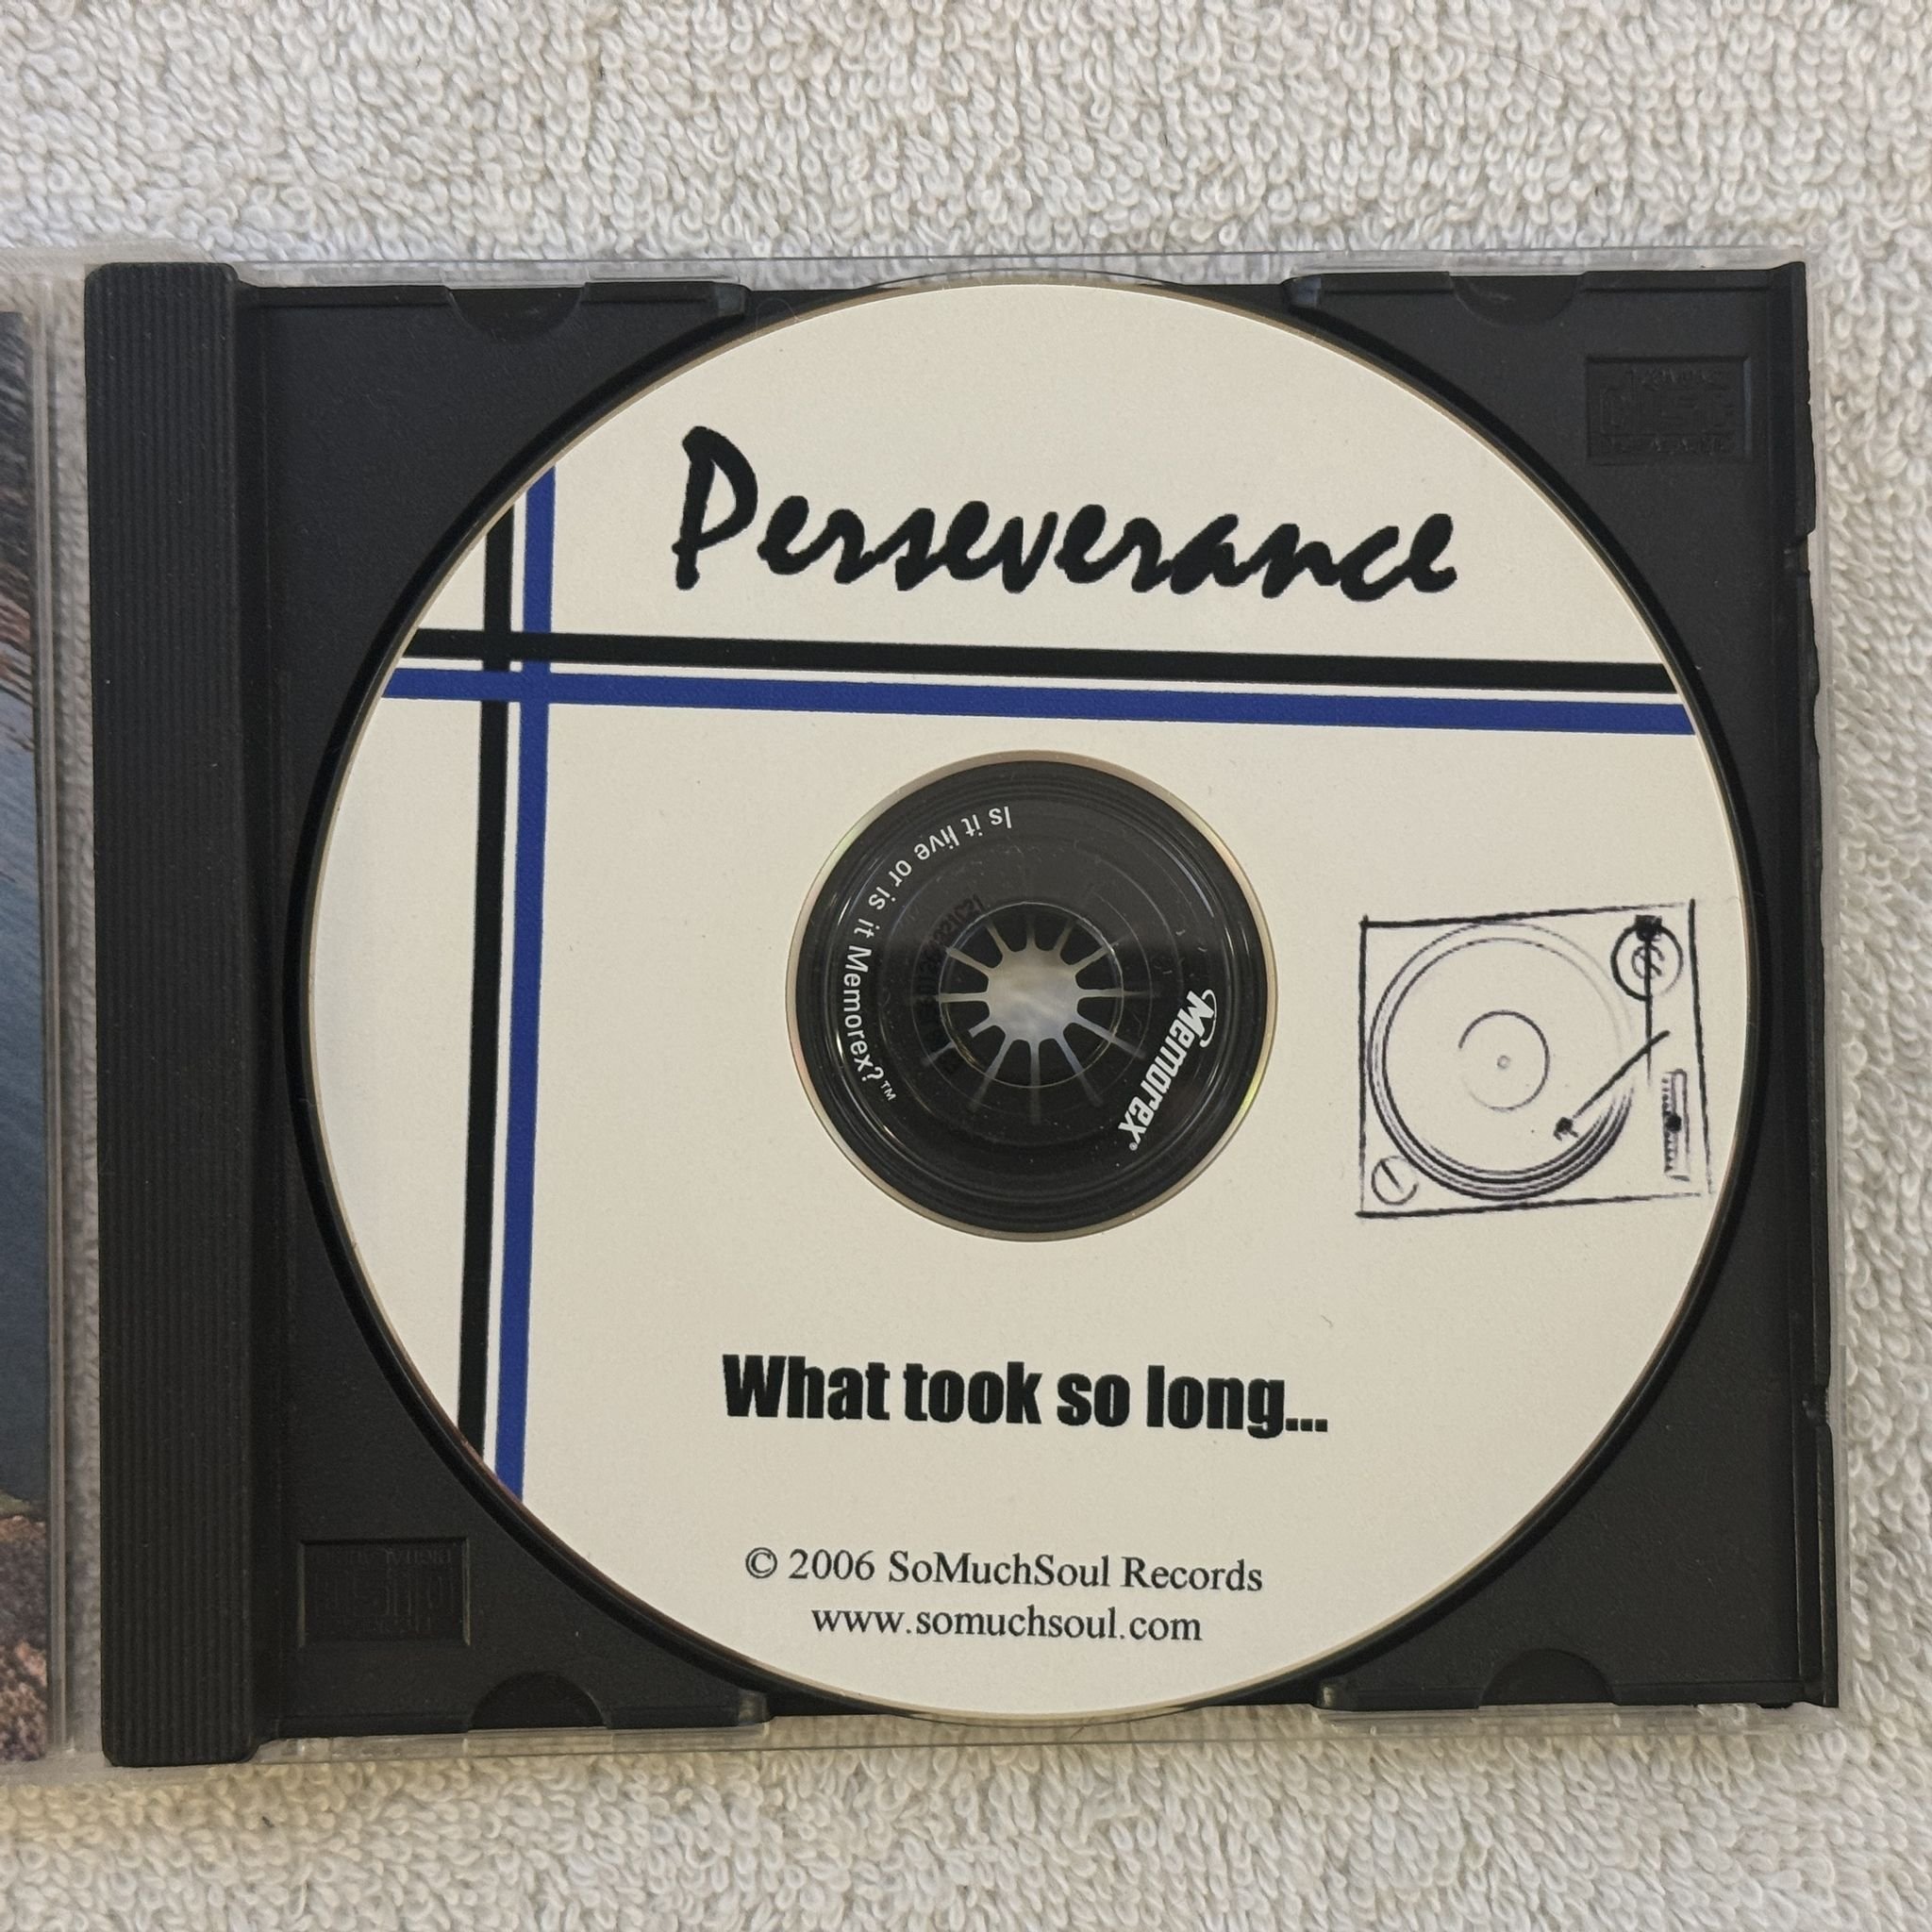 Perseverance
Is it live or is it Memorex?™
Memorex®
What took so long...
© 2006 SoMuchSoul Records
www.somuchsoul.com